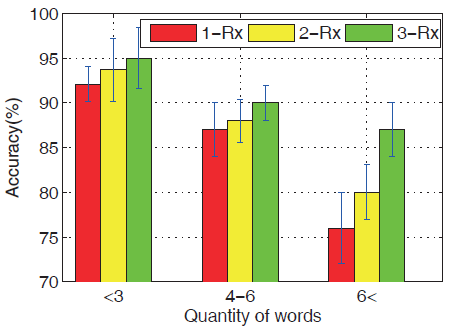 100
95
90
85
80
75
70
Accuracy(%)
1-Rx 2-Rx 3-Rx
<3 4-6 6<
Quantity of words